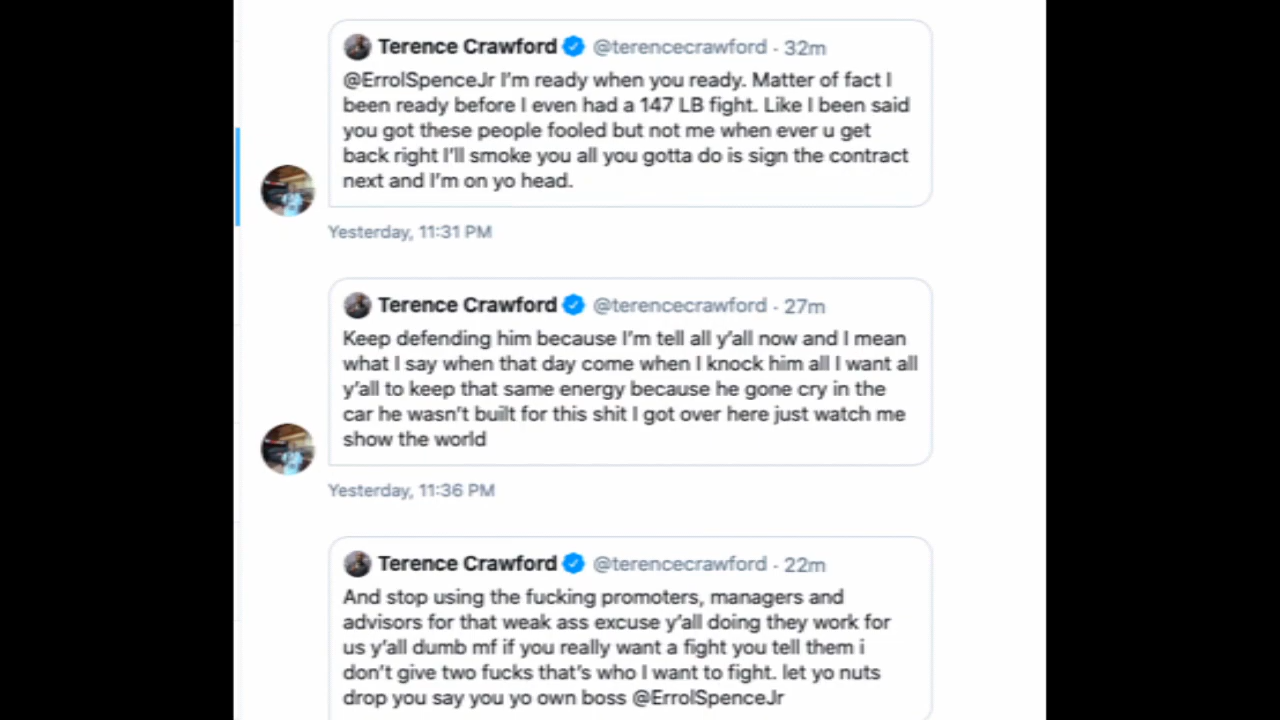 Terence Crawford @terencecrawford · 32m
@ErrolSpenceJr I'm ready when you ready. Matter of fact I
been ready before I even had a 147 LB fight. Like I been said
you got these people fooled but not me when ever u get
back right I'll smoke you all you gotta do is sign the contract
next and I'm on yo head.
Yesterday, 11:31 PM
Terence Crawford @terencecrawford · 27m
Keep defending him because I'm tell all y'all now and I mean
what I say when that day come when I knock him all I want all
y'all to keep that same energy because he gone cry in the
car he wasn't built for this shit I got over here just watch me
show the world
Yesterday, 11:36 PM
Terence Crawford @terencecrawford · 22m
And stop using the fucking promoters, managers and
advisors for that weak ass excuse y'all doing they work for
us y'all dumb mf if you really want a fight you tell them i
don't give two fucks that's who I want to fight. let yo nuts
drop you say you yo own boss @ErrolSpenceJr